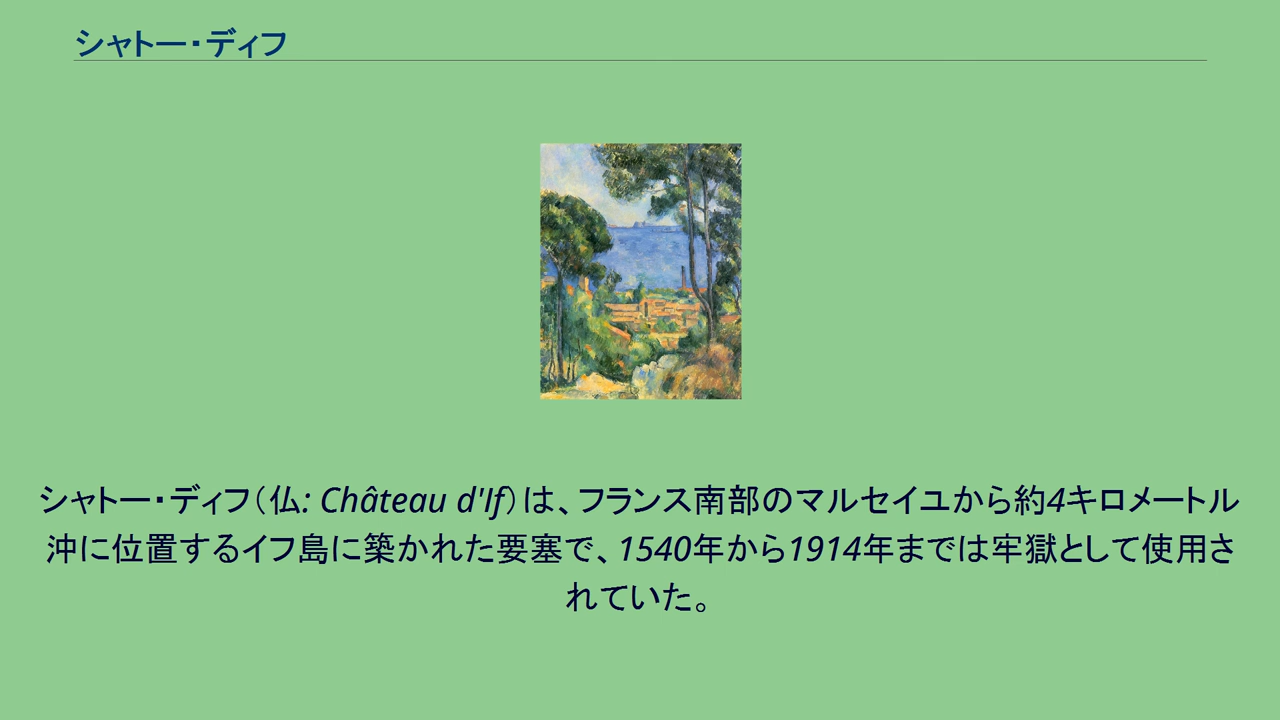 シャトー・ディフ
シャトー・ディフ（仏: Château d'If）は、フランス南部のマルセイユから約4キロメートル
沖に位置するイフ島に築かれた要塞で、1540年から1914年までは牢獄として使用さ
れていた。